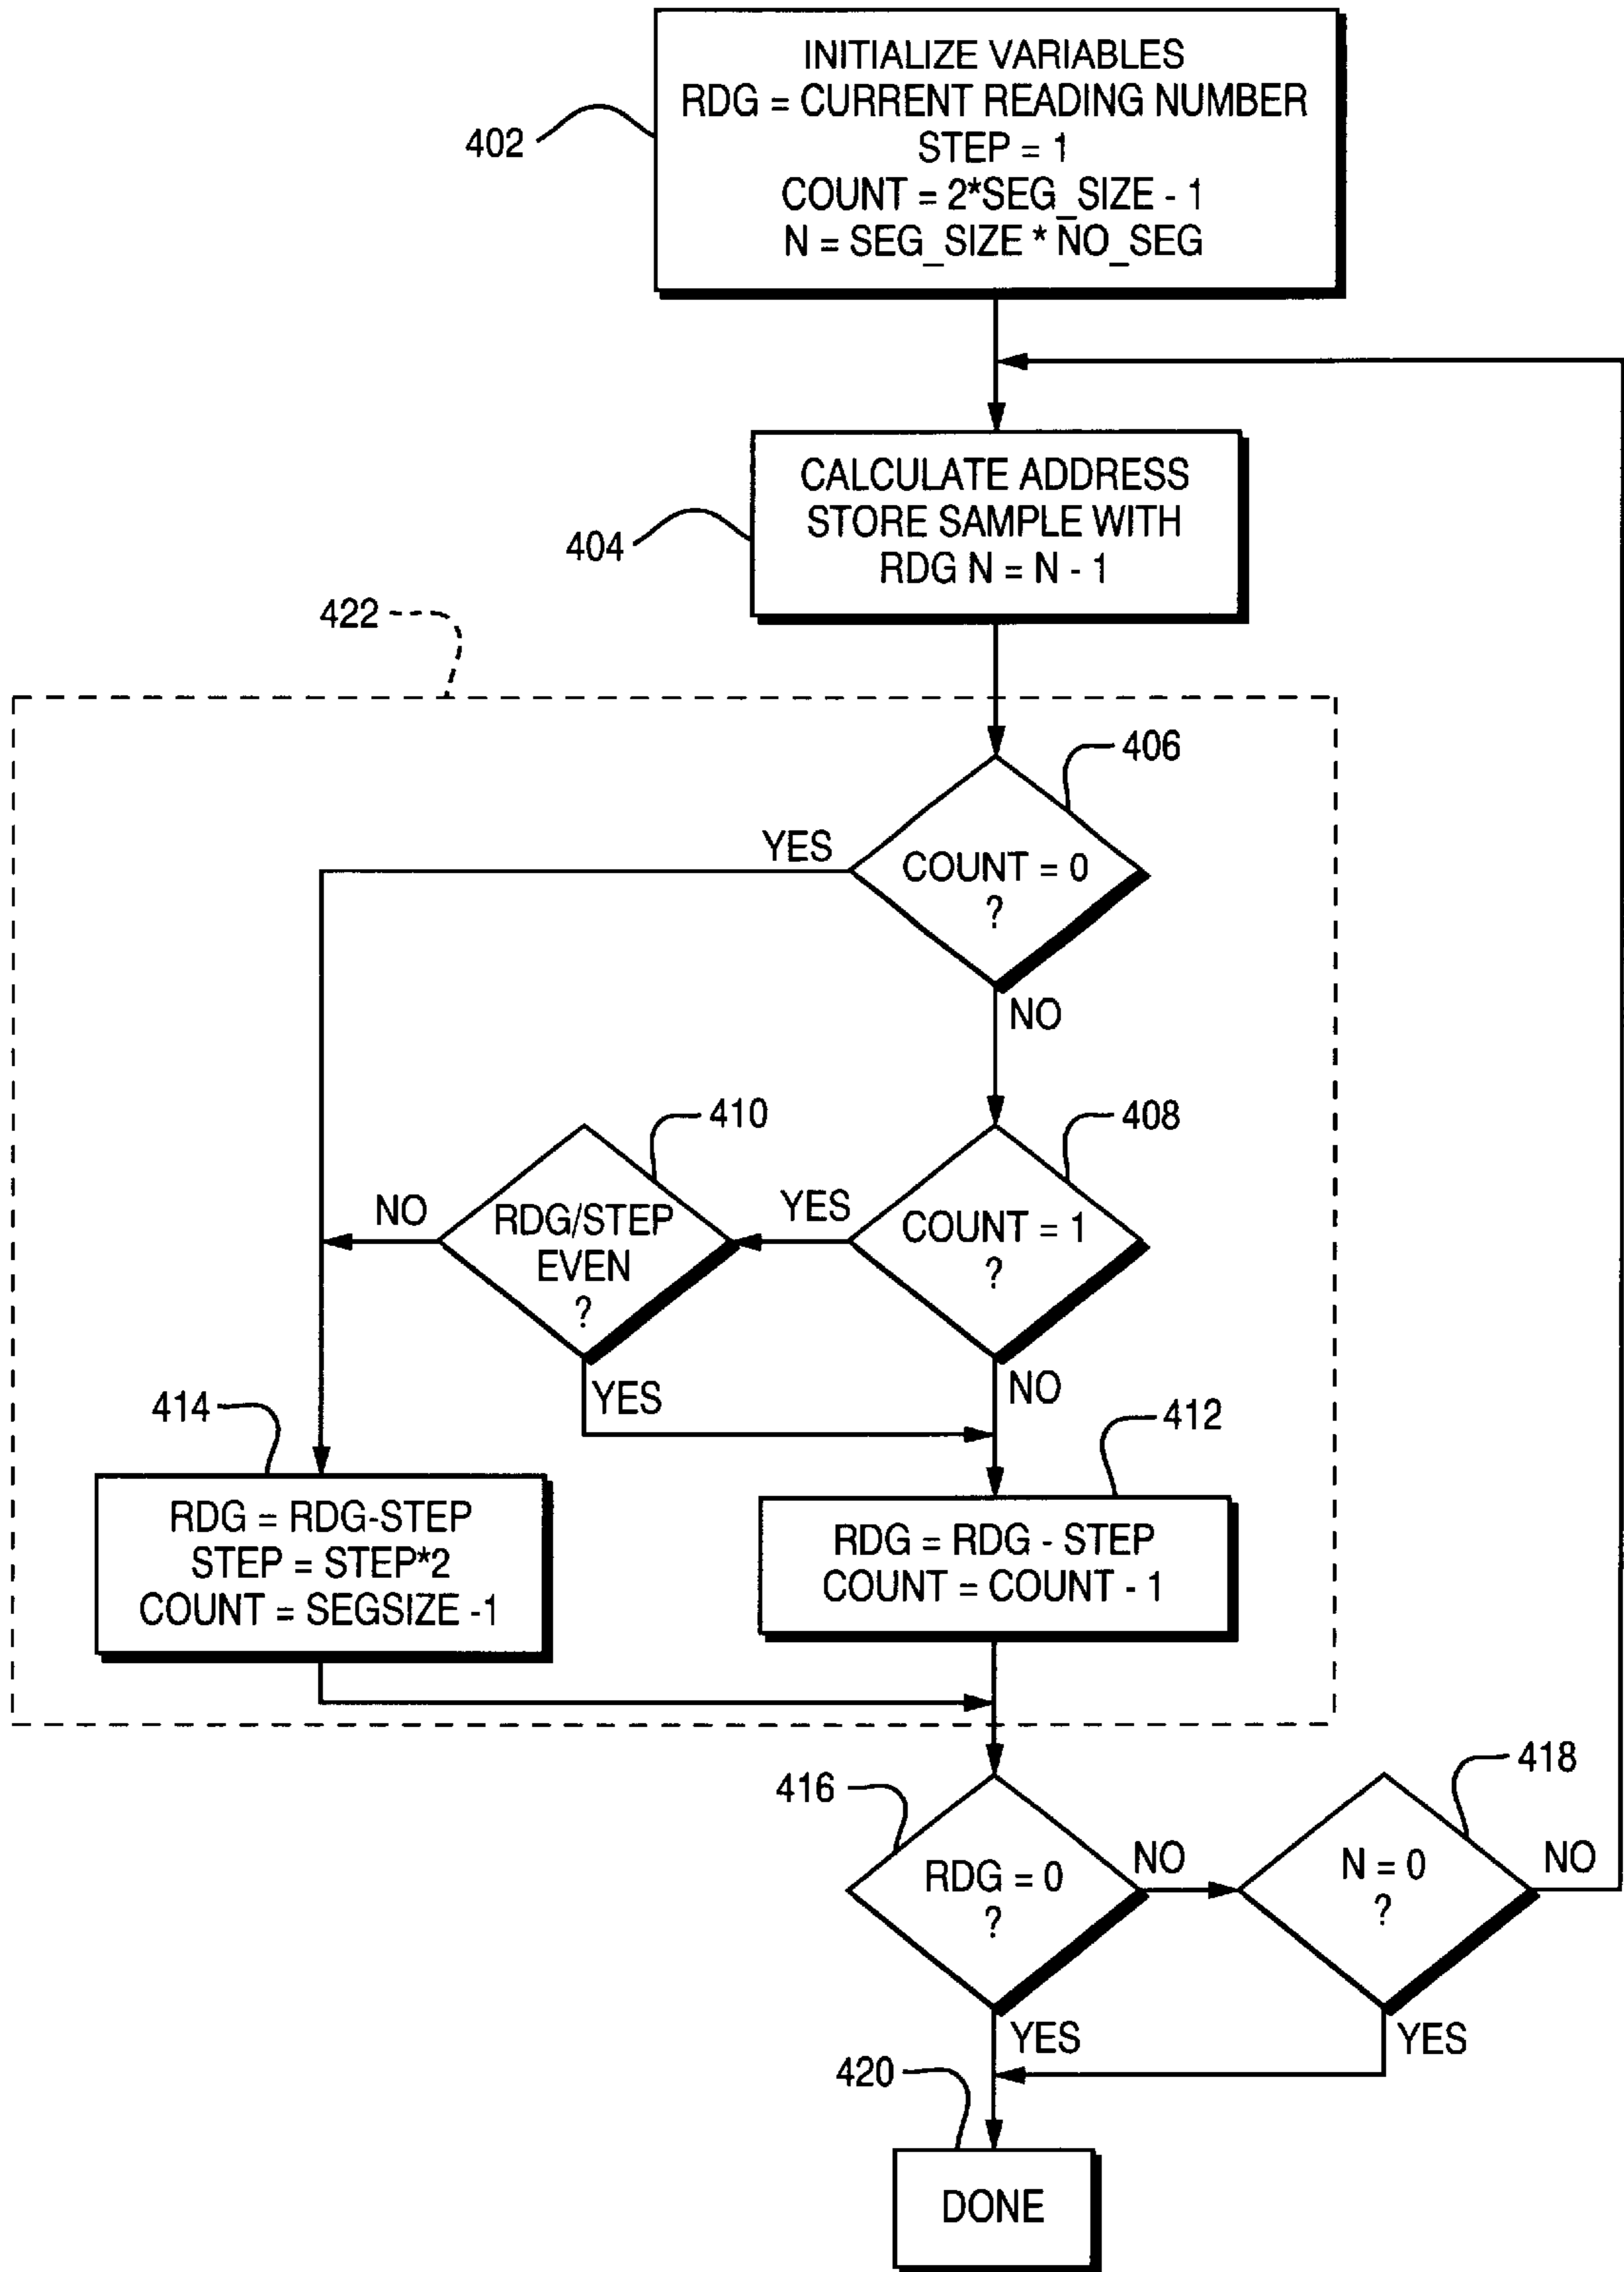 INITIALIZE VARIABLES
RDG = CURRENT READING NUMBER
STEP = 1
COUNT = 2*SEG_SIZE - 1
N = SEG_SIZE * NO_SEG
402
CALCULATE ADDRESS
STORE SAMPLE WITH
RDG N = N - 1
404
422
406
YES
COUNT = 0
?
NO
410
408
NO
RDG/STEP
EVEN
?
YES
COUNT = 1
?
YES
NO
414
412
RDG = RDG-STEP
STEP = STEP*2
COUNT = SEGSIZE -1
RDG = RDG - STEP
COUNT = COUNT - 1
416
418
RDG = 0
?
NO
N = 0
?
NO
YES
YES
420
DONE